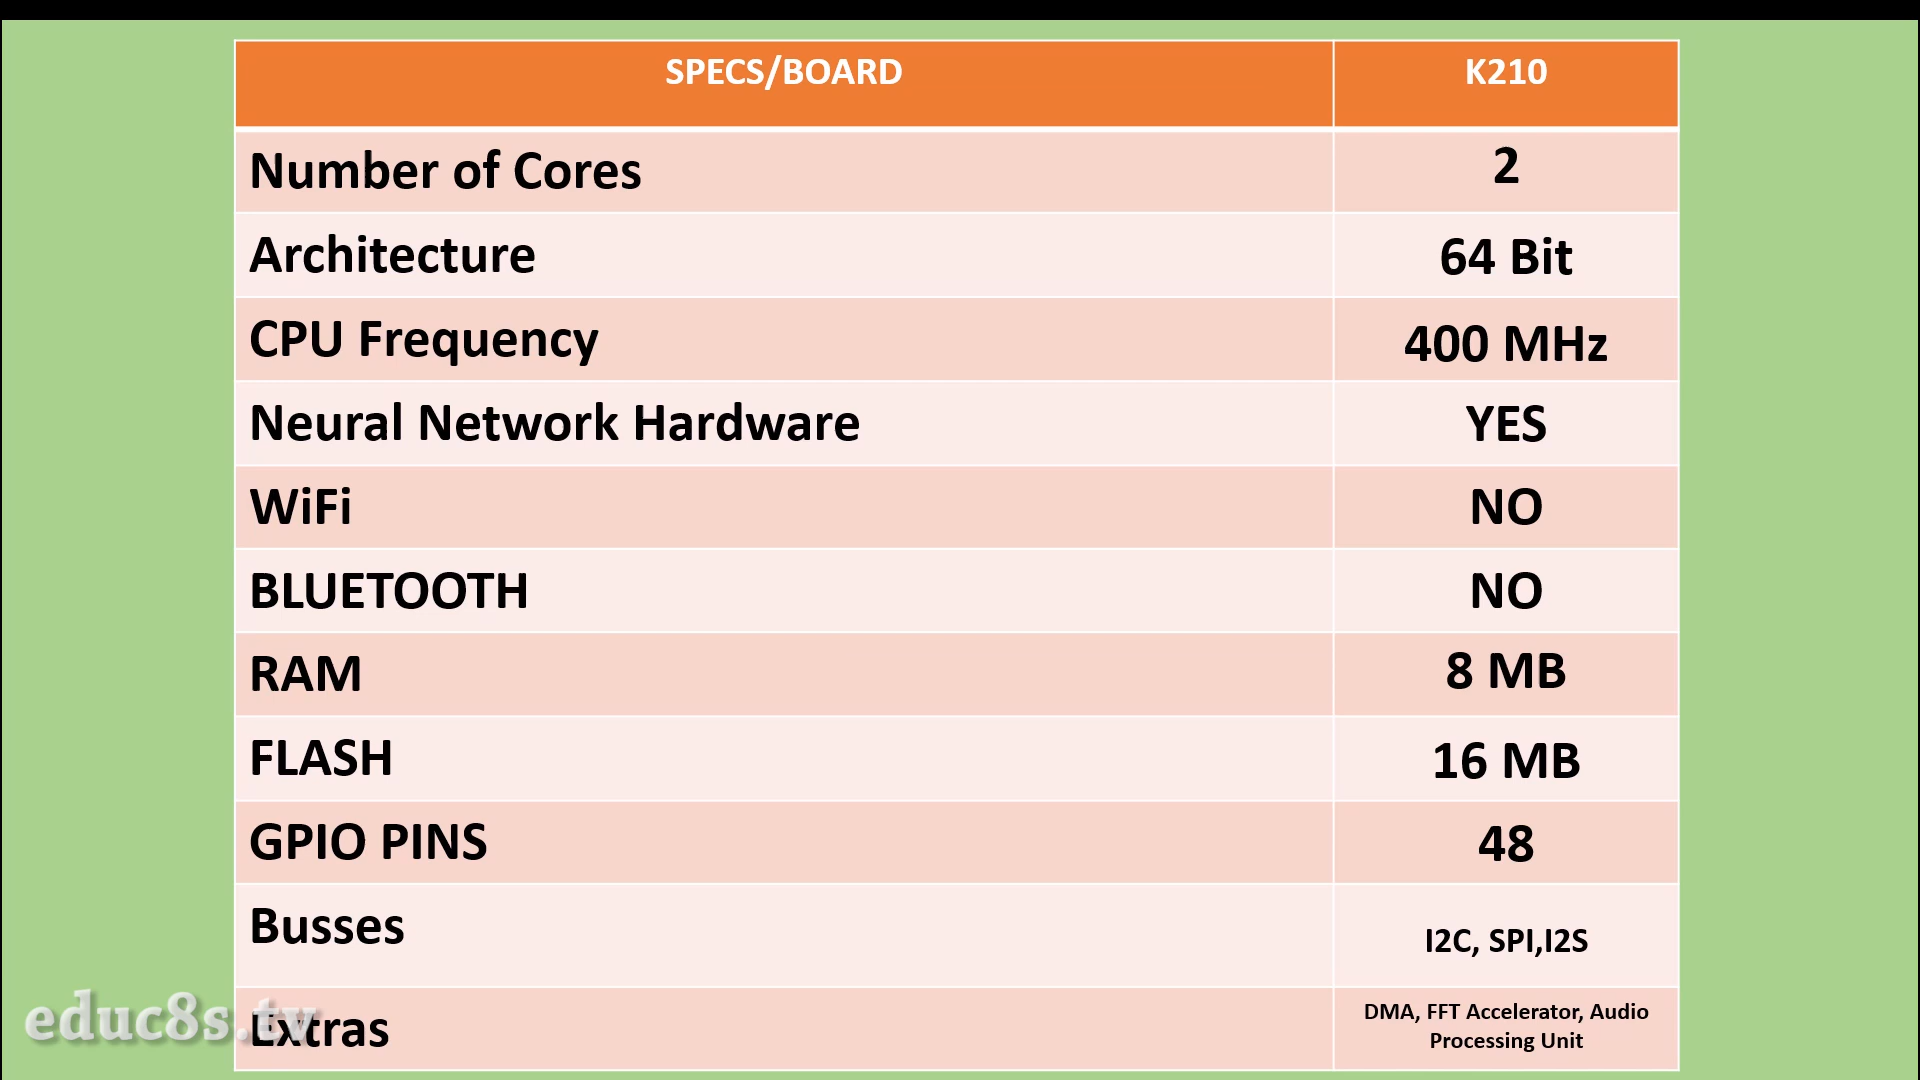 SPECS/BOARD K210
Number of Cores 2
Architecture 64 Bit
CPU Frequency 400 MHz
Neural Network Hardware YES
WiFi NO
BLUETOOTH NO
RAM 8 MB
FLASH 16 MB
GPIO PINS 48
Busses I2C, SPI,I2S
Extras DMA, FFT Accelerator, Audio
Processing Unit
educ8s.tv